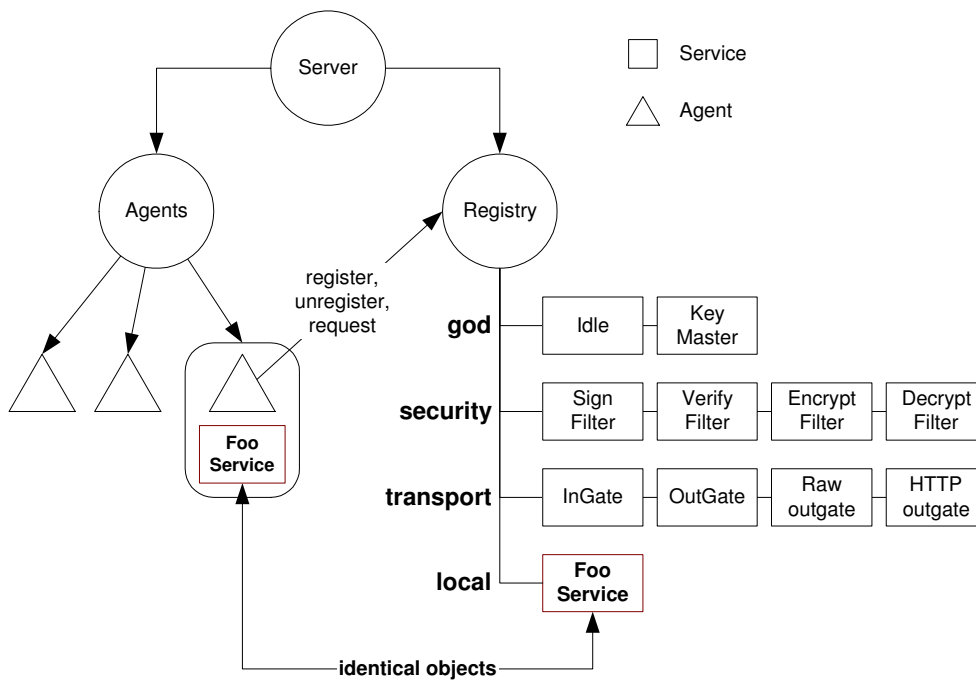 Server
Service
Agent
Agents
Registry
register,
unregister,
request
god
Idle
Key
Master
security
Sign
Filter
Verify
Filter
Encrypt
Filter
Decrypt
Filter
Foo
Service
transport
InGate
OutGate
Raw
outgate
HTTP
outgate
local
Foo
Service
identical objects